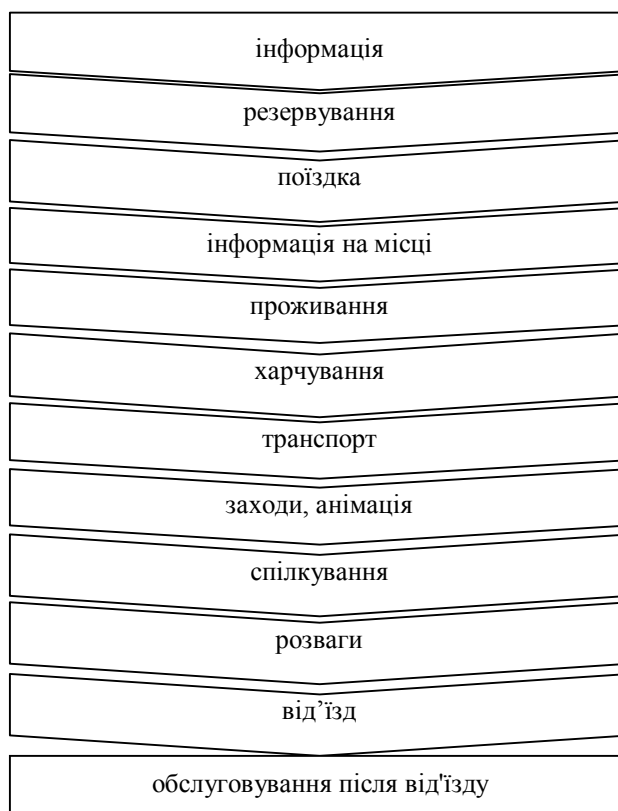 інформація
резервування
поїздка
інформація на місці
проживання
харчування
транспорт
заходи, анімація
спілкування
розваги
від’їзд
обслуговування після від'їзду